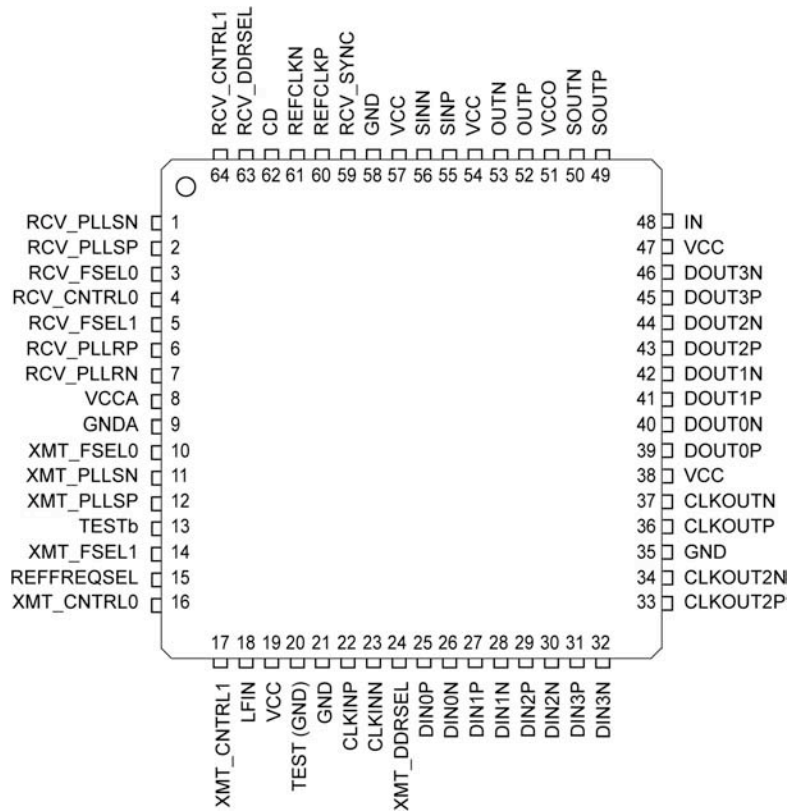 RCV_CNTRL1
RCV_DDRSEL
CD
REFCLKN
REFCLKP
RCV_SYNC
GND
VCC
SINN
SINP
VCC
OUTN
OUTP
VCCO
SOUTN
SOUTP
64 63 62 61 60 59 58 57 56 55 54 53 52 51 50 49
RCV_PLLSN 1
RCV_PLLSP 2
RCV_FSEL0 3
RCV_CNTRL0 4
RCV_FSEL1 5
RCV_PLLRP 6
RCV_PLLRN 7
VCCA 8
GNDA 9
XMT_FSEL0 10
XMT_PLLSN 11
XMT_PLLSP 12
TESTb 13
XMT_FSEL1 14
REFFREQSEL 15
XMT_CNTRL0 16
48 IN
47 VCC
46 DOUT3N
45 DOUT3P
44 DOUT2N
43 DOUT2P
42 DOUT1N
41 DOUT1P
40 DOUT0N
39 DOUT0P
38 VCC
37 CLKOUTN
36 CLKOUTP
35 GND
34 CLKOUT2N
33 CLKOUT2P
17 18 19 20 21 22 23 24 25 26 27 28 29 30 31 32
XMT_CNTRL1
LFIN
VCC
TEST (GND)
GND
CLKINP
CLKINN
XMT_DDRSEL
DIN0P
DIN0N
DIN1P
DIN1N
DIN2P
DIN2N
DIN3P
DIN3N